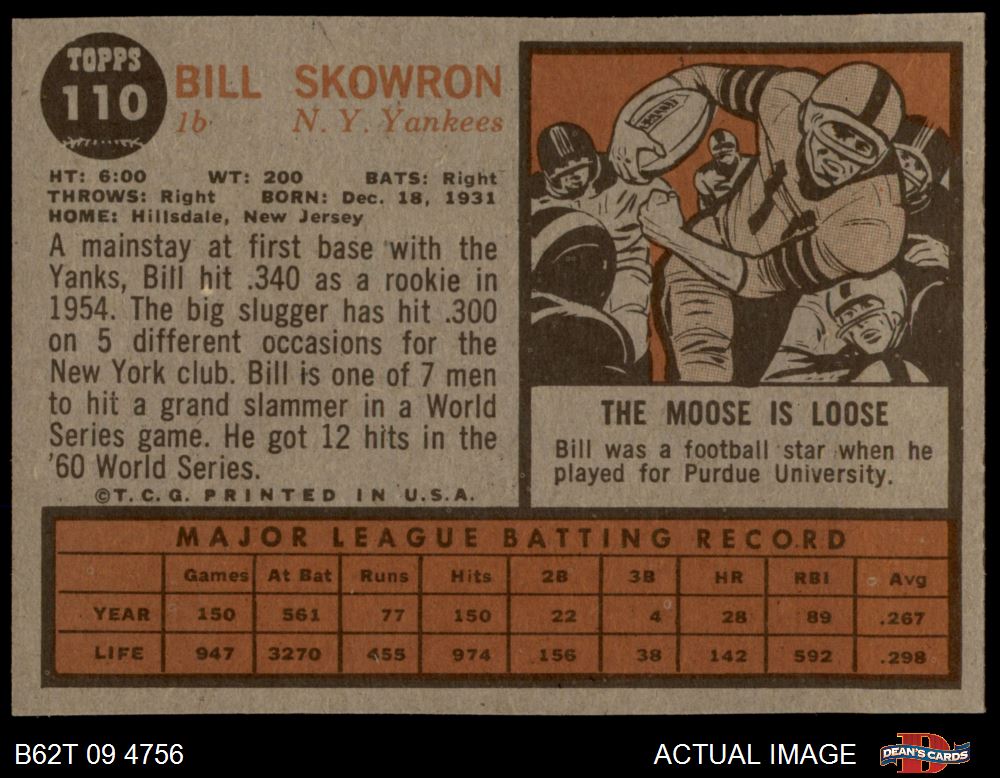 TOPPS
110
BILL SKOWRON
1b N. Y. Yankees
HT: 6:00 WT: 200 BATS: Right
THROWS: Right BORN: Dec. 18, 1931
HOME: Hillsdale, New Jersey
A mainstay at first base with the
Yanks, Bill hit .340 as a rookie in
1954. The big slugger has hit .300
on 5 different occasions for the
New York club. Bill is one of 7 men
to hit a grand slammer in a World
Series game. He got 12 hits in the
'60 World Series.
©T. C. G. PRINTED IN U.S.A.
THE MOOSE IS LOOSE
Bill was a football star when he
played for Purdue University.
MAJOR LEAGUE BATTING RECORD
Games At Bat Runs Hits 2B 3B HR RBI Avg
YEAR 150 561 77 150 22 4 28 89 .267
LIFE 947 3270 455 974 156 38 142 592 .298
B62T 09 4756 ACTUAL IMAGE
D
DEAN'S CARDS